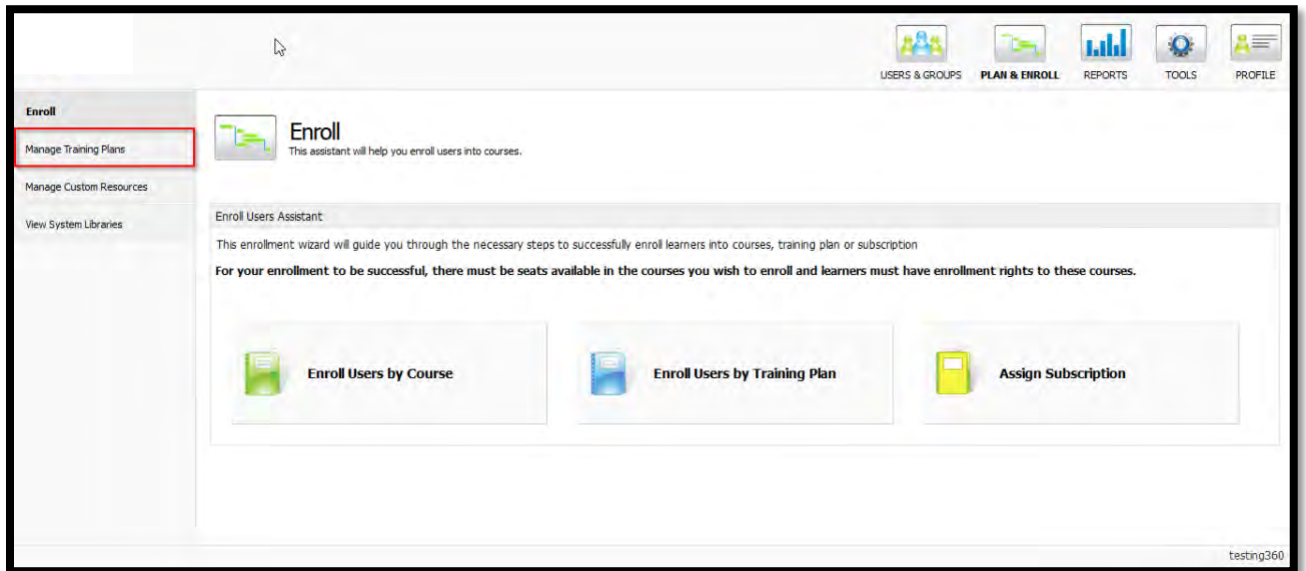 USERS & GROUPS PLAN & ENROLL REPORTS TOOLS PROFILE
Enroll
Manage Training Plans
Manage Custom Resources
View System Libraries
Enroll
This assistant will help you enroll users into courses.
Enroll Users Assistant
This enrollment wizard will guide you through the necessary steps to successfully enroll learners into courses, training plan or subscription
For your enrollment to be successful, there must be seats available in the courses you wish to enroll and learners must have enrollment rights to these courses.
Enroll Users by Course
Enroll Users by Training Plan
Assign Subscription
testing360